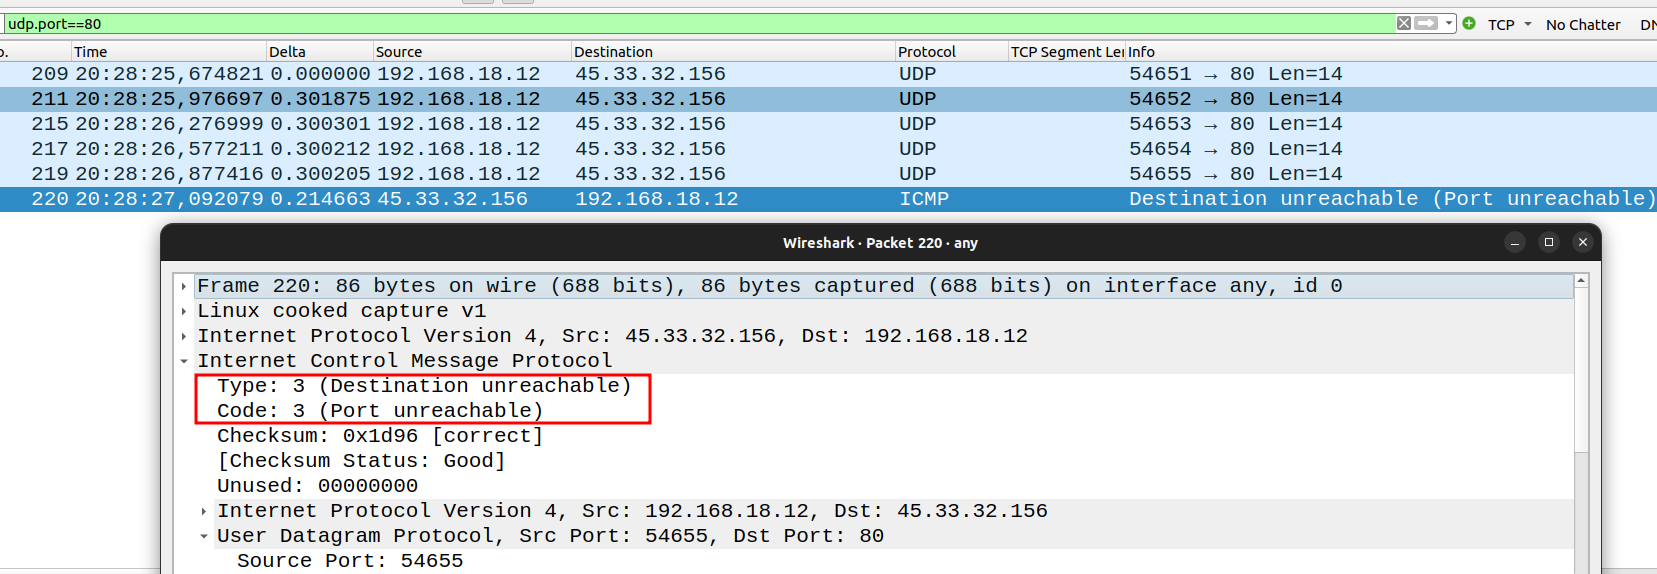 udp.port==80 TCP No Chatter
Time Delta Source Destination Protocol TCP Segment Info
209 20:28:25,674821 0.000000 192.168.18.12 45.33.32.156 UDP 54651 → 80 Len=14
211 20:28:25,976697 0.301875 192.168.18.12 45.33.32.156 UDP 54652 → 80 Len=14
215 20:28:26,276999 0.300301 192.168.18.12 45.33.32.156 UDP 54653 → 80 Len=14
217 20:28:26,577211 0.300212 192.168.18.12 45.33.32.156 UDP 54654 → 80 Len=14
219 20:28:26,877416 0.300205 192.168.18.12 45.33.32.156 UDP 54655 → 80 Len=14
220 20:28:27,092079 0.214663 45.33.32.156 192.168.18.12 ICMP Destination unreachable (Port unreachable)
Wireshark · Packet 220 · any
Frame 220: 86 bytes on wire (688 bits), 86 bytes captured (688 bits) on interface any, id 0
Linux cooked capture v1
Internet Protocol Version 4, Src: 45.33.32.156, Dst: 192.168.18.12
Internet Control Message Protocol
Type: 3 (Destination unreachable)
Code: 3 (Port unreachable)
Checksum: 0x1d96 [correct]
[Checksum Status: Good]
Unused: 00000000
Internet Protocol Version 4, Src: 192.168.18.12, Dst: 45.33.32.156
User Datagram Protocol, Src Port: 54655, Dst Port: 80
Source Port: 54655